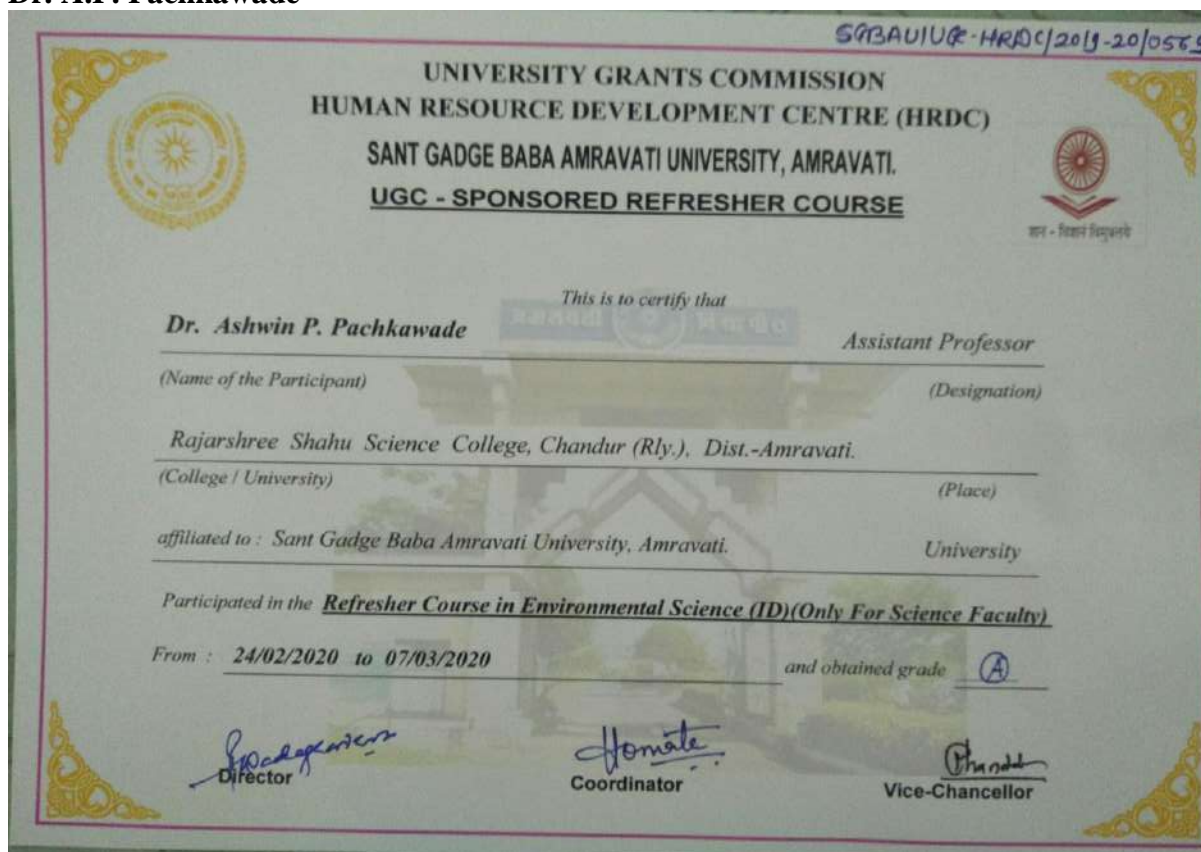 Dr. A.P. Pachkawade
SGBAU/UGC-HRDC/2019-20/0565
UNIVERSITY GRANTS COMMISSION
HUMAN RESOURCE DEVELOPMENT CENTRE (HRDC)
SANT GADGE BABA AMRAVATI UNIVERSITY, AMRAVATI.
UGC - SPONSORED REFRESHER COURSE
This is to certify that
Dr. Ashwin P. Pachkawade Assistant Professor
(Name of the Participant) (Designation)
Rajarshree Shahu Science College, Chandur (Rly.), Dist.-Amravati.
(College / University) (Place)
affiliated to : Sant Gadge Baba Amravati University, Amravati. University
Participated in the Refresher Course in Environmental Science (ID)(Only For Science Faculty)
From : 24/02/2020 to 07/03/2020 and obtained grade A
Director Coordinator Vice-Chancellor